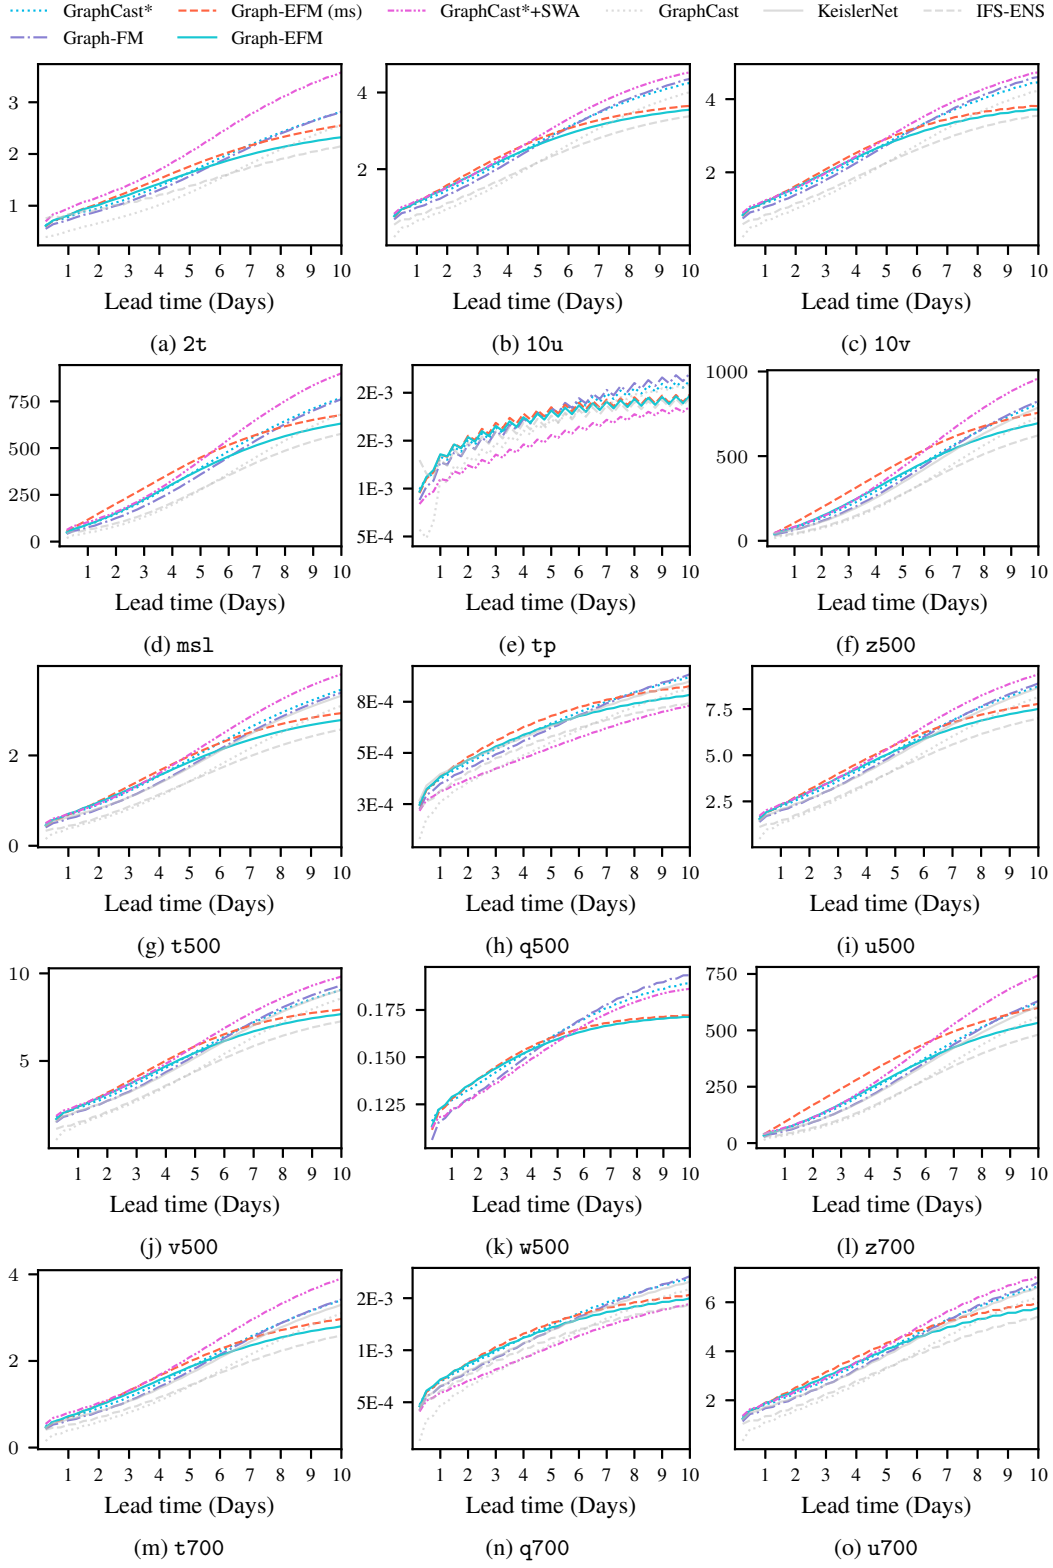 GraphCast* Graph-EFM (ms) GraphCast*+SWA GraphCast KeislerNet IFS-ENS
Graph-FM Graph-EFM
3
2
1
1 2 3 4 5 6 7 8 9 10
Lead time (Days)
(a) 2t
4
2
1 2 3 4 5 6 7 8 9 10
Lead time (Days)
(b) 10u
4
2
1 2 3 4 5 6 7 8 9 10
Lead time (Days)
(c) 10v
750
500
250
0
1 2 3 4 5 6 7 8 9 10
Lead time (Days)
(d) msl
2E-3
2E-3
1E-3
5E-4
1 2 3 4 5 6 7 8 9 10
Lead time (Days)
(e) tp
1000
500
0
1 2 3 4 5 6 7 8 9 10
Lead time (Days)
(f) z500
2
0
1 2 3 4 5 6 7 8 9 10
Lead time (Days)
(g) t500
8E-4
5E-4
3E-4
1 2 3 4 5 6 7 8 9 10
Lead time (Days)
(h) q500
7.5
5.0
2.5
1 2 3 4 5 6 7 8 9 10
Lead time (Days)
(i) u500
10
5
1 2 3 4 5 6 7 8 9 10
Lead time (Days)
(j) v500
0.175
0.150
0.125
1 2 3 4 5 6 7 8 9 10
Lead time (Days)
(k) w500
750
500
250
0
1 2 3 4 5 6 7 8 9 10
Lead time (Days)
(l) z700
4
2
0
1 2 3 4 5 6 7 8 9 10
Lead time (Days)
(m) t700
2E-3
1E-3
5E-4
1 2 3 4 5 6 7 8 9 10
Lead time (Days)
(n) q700
6
4
2
1 2 3 4 5 6 7 8 9 10
Lead time (Days)
(o) u700